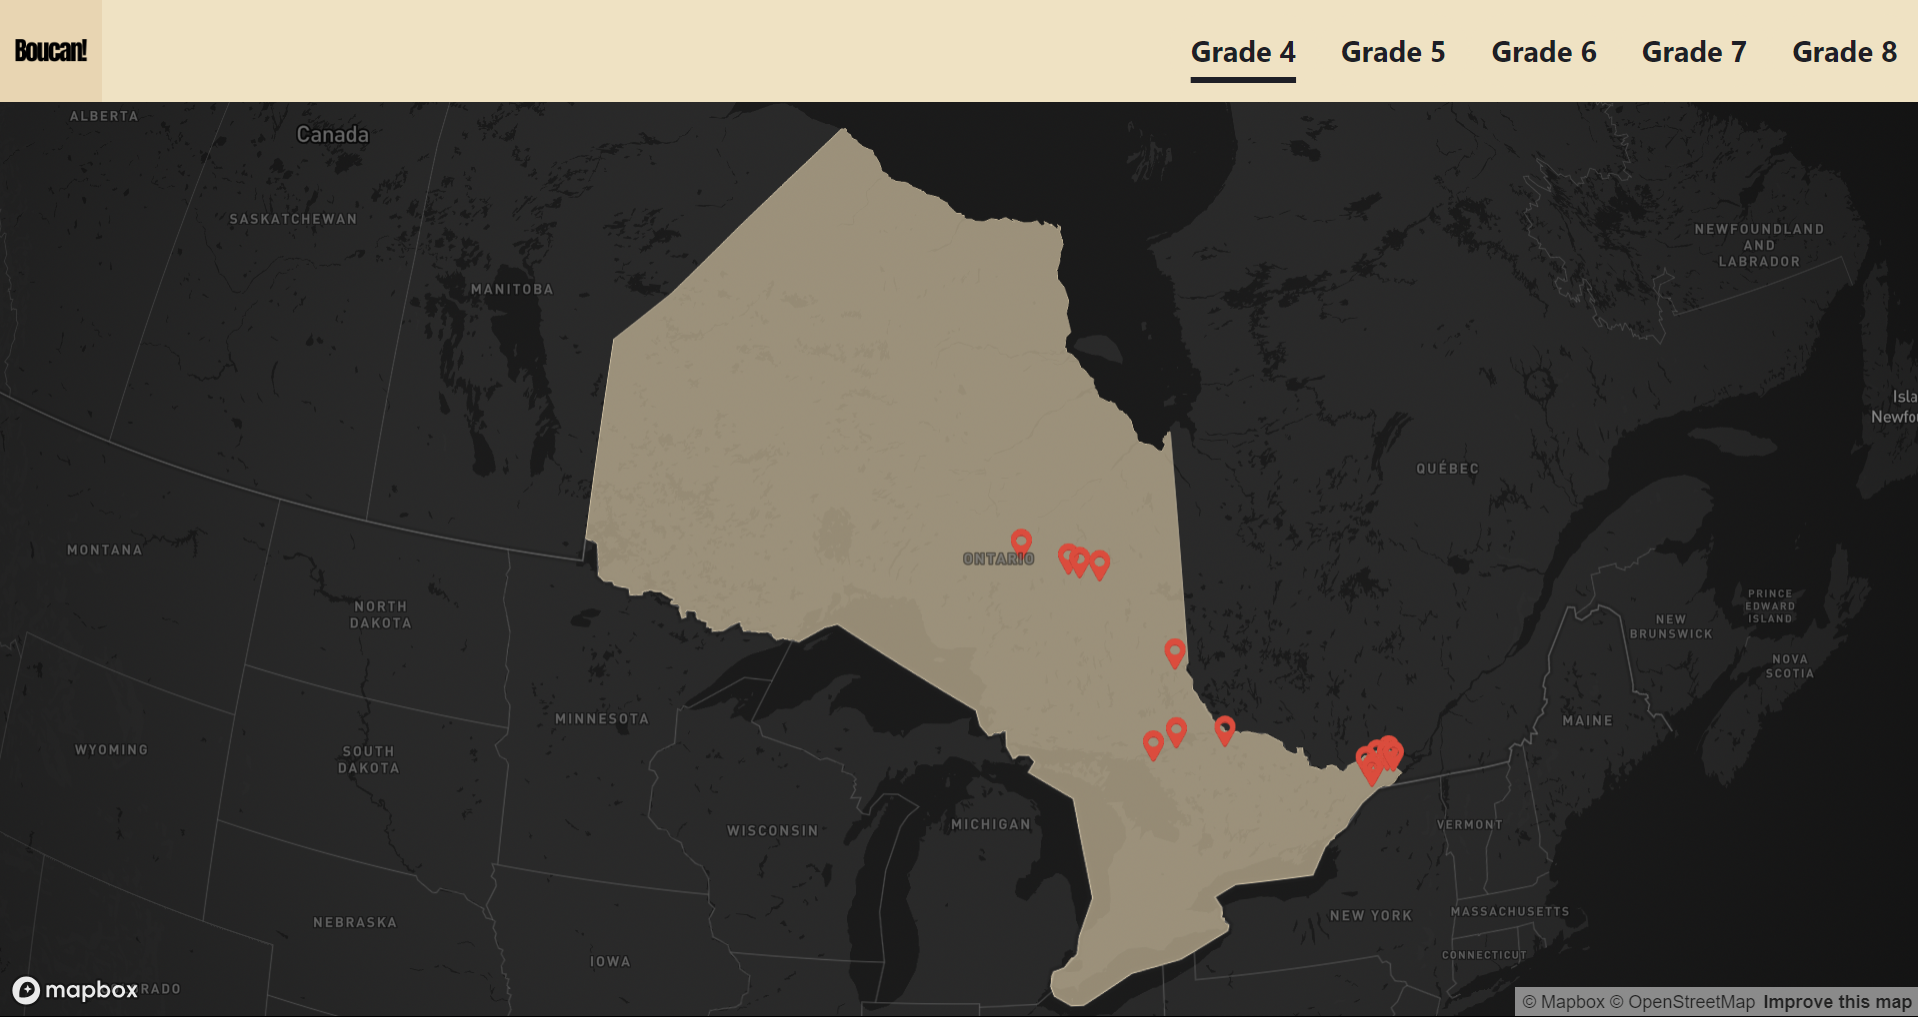 Boucan!
Grade 4 Grade 5 Grade 6 Grade 7 Grade 8
ALBERTA
Canada
SASKATCHEWAN
MANITOBA
NEWFOUNDLAND
AND
LABRADOR
Isla
Newfou
QUÉBEC
ONTARIO
MONTANA
NORTH
DAKOTA
PRINCE
EDWARD
ISLAND
NEW
BRUNSWICK
NOVA
SCOTIA
MINNESOTA
MAINE
WYOMING
SOUTH
DAKOTA
WISCONSIN
MICHIGAN
VERMONT
NEBRASKA
NEW YORK
MASSACHUSETTS
CONNECTICUT
IOWA
mapbox
RADO
© Mapbox © OpenStreetMap Improve this map